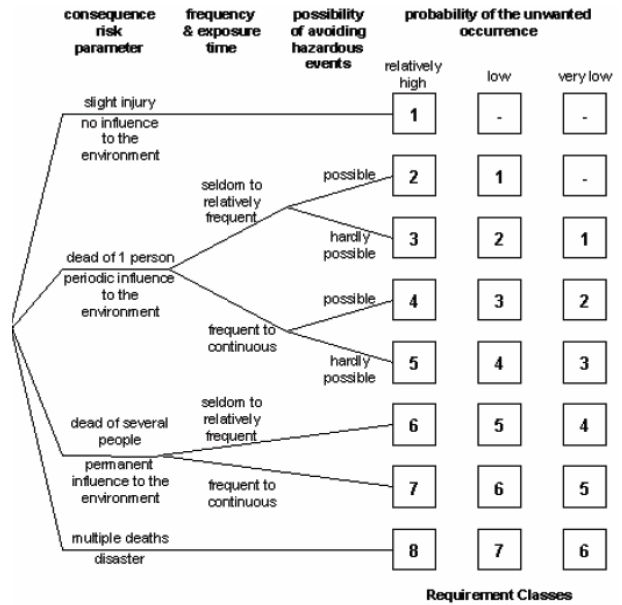 consequence
risk
parameter
frequency
& exposure
time
possibility
of avoiding
hazardous
events
probability of the unwanted
occurrence
relatively
high
low
very low
slight injury
no influence
to the
environment
1
-
-
possible
2
1
-
seldom to
relatively
frequent
hardly
possible
3
2
1
dead of 1 person
periodic influence
to the
environment
possible
4
3
2
frequent to
continuous
hardly
possible
5
4
3
dead of several
people
permanent
influence to the
environment
seldom to
relatively
frequent
6
5
4
frequent to
continuous
7
6
5
multiple deaths
disaster
8
7
6
Requirement Classes